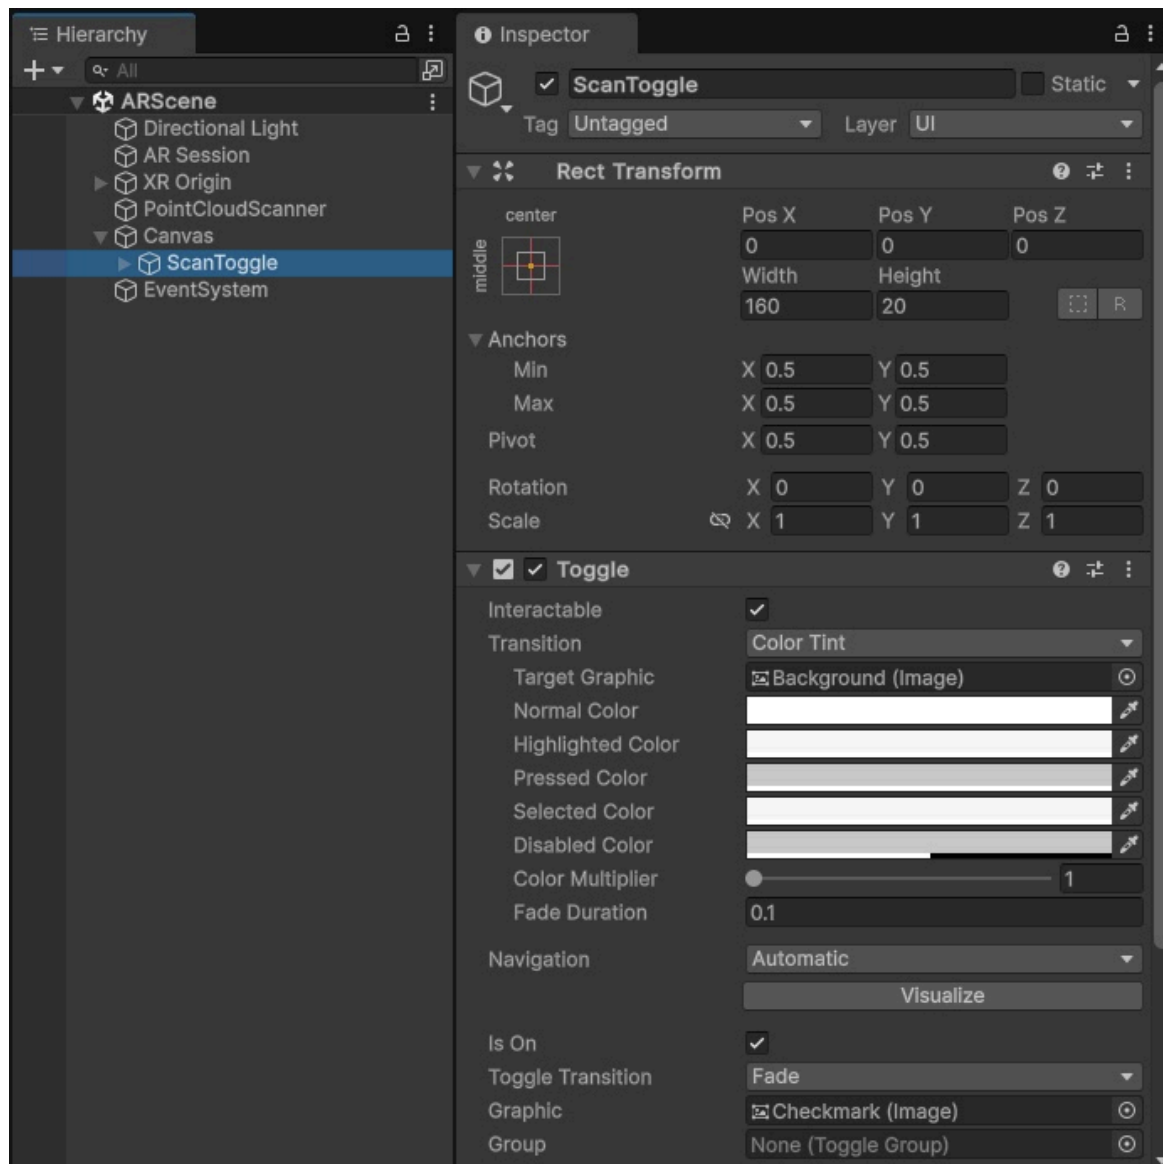 Hierarchy
All
ARScene
Directional Light
AR Session
XR Origin
PointCloudScanner
Canvas
ScanToggle
EventSystem
Inspector
ScanToggle Static
Tag Untagged Layer UI
Rect Transform
center Pos X Pos Y Pos Z
middle 0 0 0
Width Height
160 20 R
Anchors
Min X 0.5 Y 0.5
Max X 0.5 Y 0.5
Pivot X 0.5 Y 0.5
Rotation X 0 Y 0 Z 0
Scale X 1 Y 1 Z 1
Toggle
Interactable
Transition Color Tint
Target Graphic Background (Image)
Normal Color
Highlighted Color
Pressed Color
Selected Color
Disabled Color
Color Multiplier 1
Fade Duration 0.1
Navigation Automatic
Visualize
Is On
Toggle Transition Fade
Graphic Checkmark (Image)
Group None (Toggle Group)